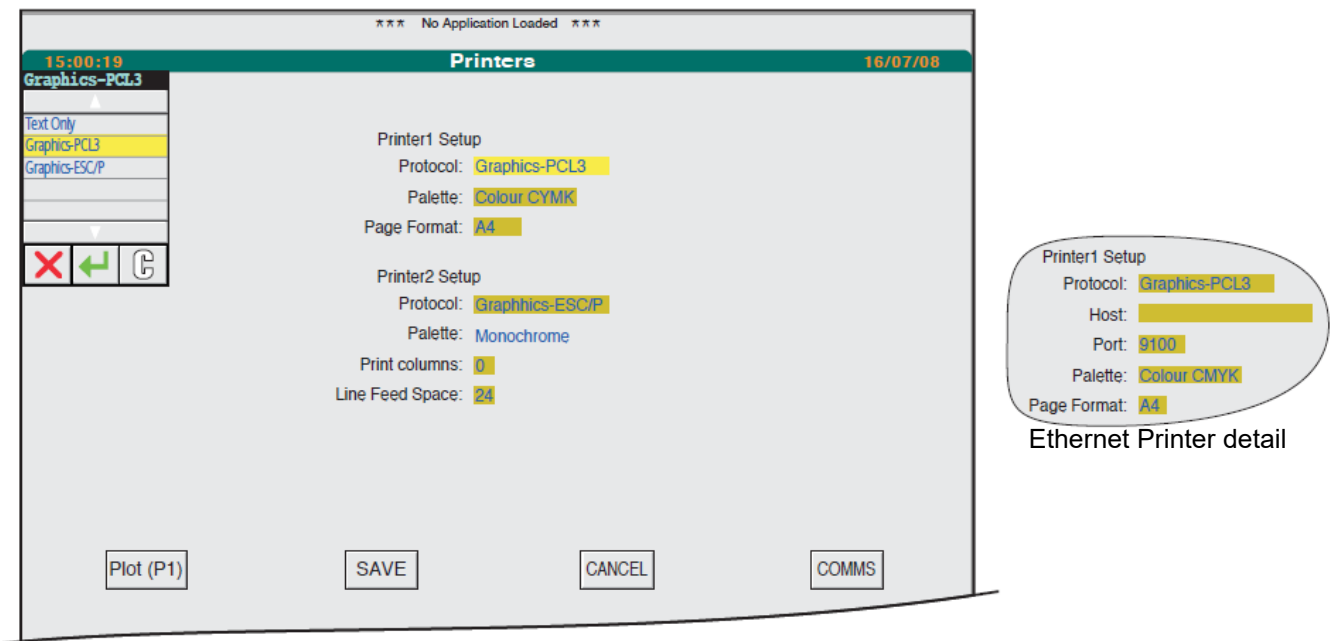 *** No Application Loaded ***
15:00:19 Printers 16/07/08
Graphics-PCL3
Text Only
Graphics-PCL3
Graphics-ESC/P
C
Printer1 Setup
Protocol: Graphics-PCL3
Palette: Colour CYMK
Page Format: A4
Printer2 Setup
Protocol: Graphhics-ESC/P
Palette: Monochrome
Print columns: 0
Line Feed Space: 24
Plot (P1) SAVE CANCEL COMMS
Printer1 Setup
Protocol: Graphics-PCL3
Host:
Port: 9100
Palette: Colour CMYK
Page Format: A4
Ethernet Printer detail